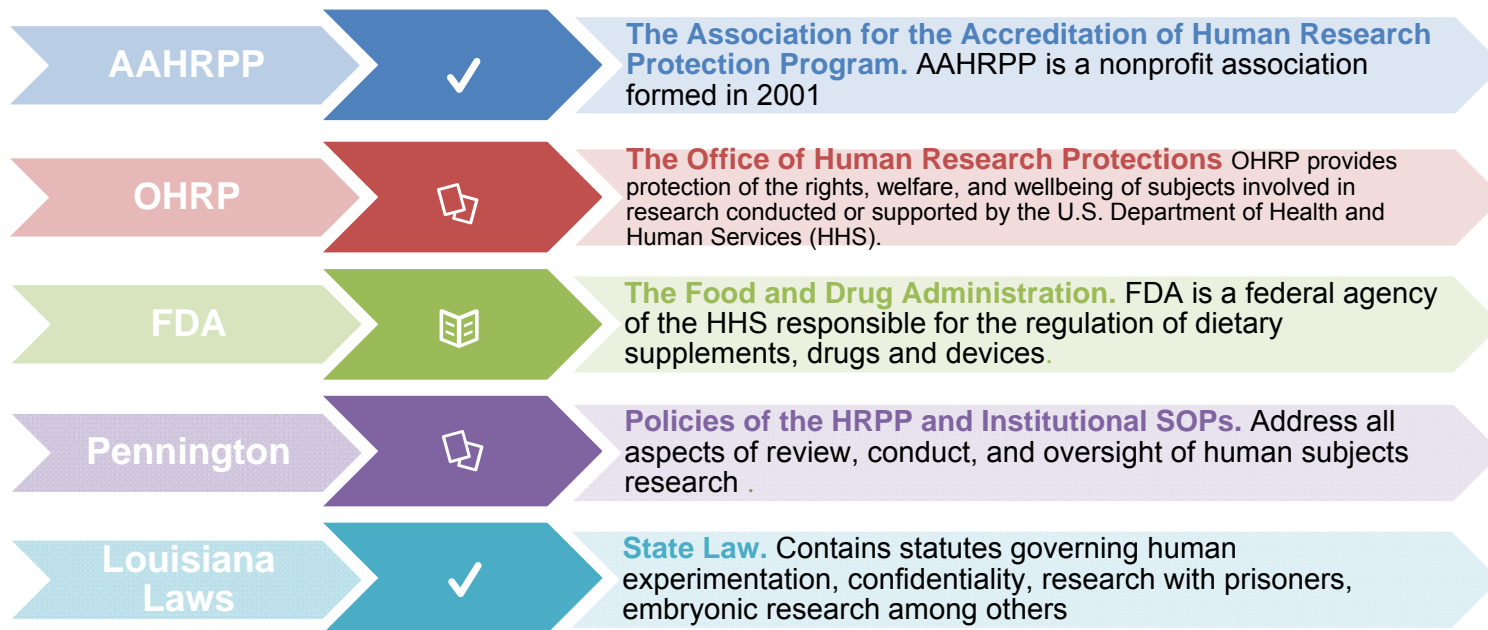 AAHRPP
The Association for the Accreditation of Human Research
Protection Program. AAHRPP is a nonprofit association
formed in 2001
OHRP
The Office of Human Research Protections OHRP provides
protection of the rights, welfare, and wellbeing of subjects involved in
research conducted or supported by the U.S. Department of Health and
Human Services (HHS).
FDA
The Food and Drug Administration. FDA is a federal agency
of the HHS responsible for the regulation of dietary
supplements, drugs and devices.
Pennington
Policies of the HRPP and Institutional SOPs. Address all
aspects of review, conduct, and oversight of human subjects
research .
Louisiana
Laws
State Law. Contains statutes governing human
experimentation, confidentiality, research with prisoners,
embryonic research among others